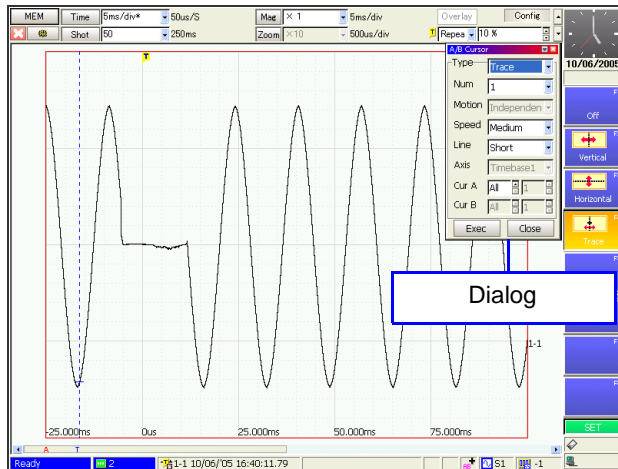 MEM Time 5ms/div* 50us/S Mag × 1 5ms/div Overlay Config
Shot 50 250ms Zoom ×10 500us/div T Repea 10 %
T
A/B Cursor
Type Trace
Num 1
Motion Independen
Speed Medium
Line Short
Axis Timebase1
Cur A All 1
Cur B All 1
Exec Close
10/06/2005
Off
Vertical
Horizontal
Trace
Dialog
1-1
-25.000ms 0us 25.000ms 50.000ms 75.000ms
A T
SET
Ready 2 1-1 10/06/'05 16:40:11.79 S1 -1